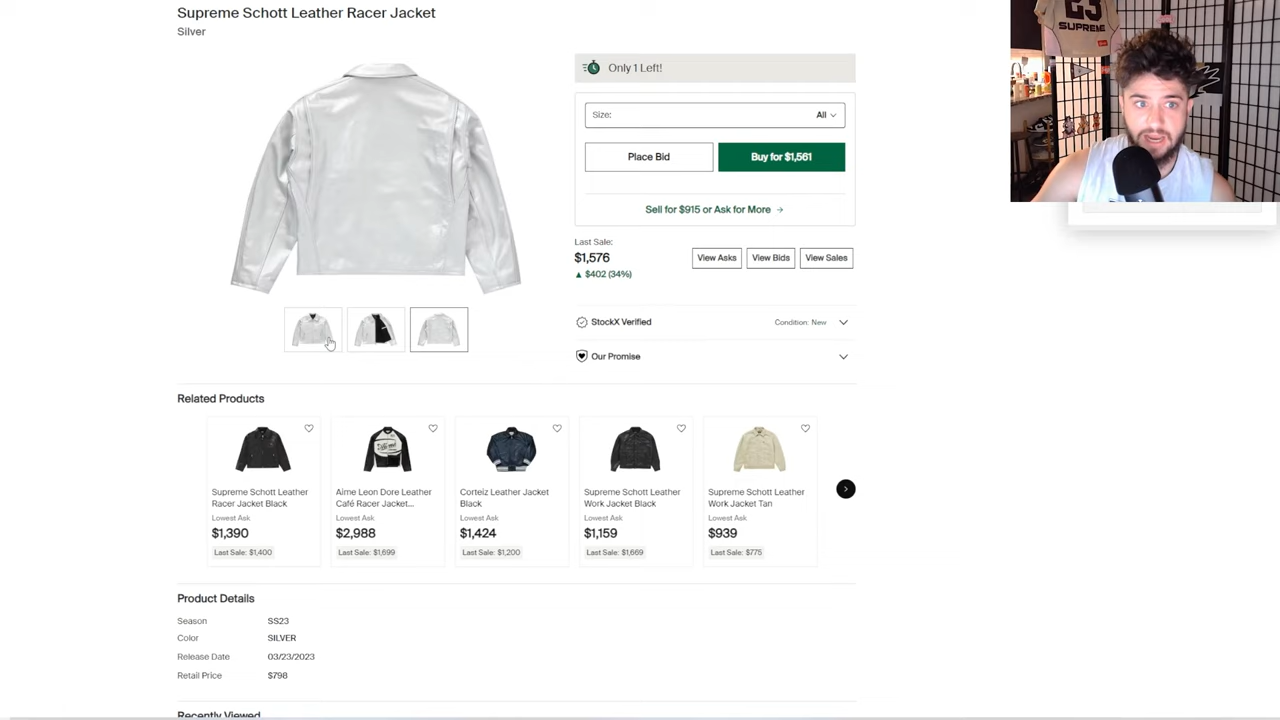 Supreme Schott Leather Racer Jacket
Silver
Only 1 Left!
Size:
All
Place Bid
Buy for $1,561
Sell for $915 or Ask for More →
Last Sale:
$1,576
▲ $402 (34%)
View Asks
View Bids
View Sales
StockX Verified
Condition: New
Our Promise
Related Products
Supreme Schott Leather
Racer Jacket Black
Lowest Ask
$1,390
Last Sale: $1,400
Aime Leon Dore Leather
Café Racer Jacket...
Lowest Ask
$2,988
Last Sale: $1,699
Corteiz Leather Jacket
Black
Lowest Ask
$1,424
Last Sale: $1,200
Supreme Schott Leather
Work Jacket Black
Lowest Ask
$1,159
Last Sale: $1,669
Supreme Schott Leather
Work Jacket Tan
Lowest Ask
$939
Last Sale: $775
Product Details
Season
SS23
Color
SILVER
Release Date
03/23/2023
Retail Price
$798
Recently Viewed
23
SUPREME